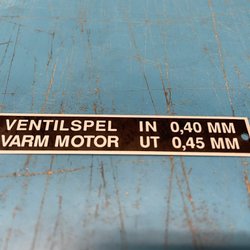 VENTILSPEL IN 0,40 MM
VARM MOTOR UT 0,45 MM